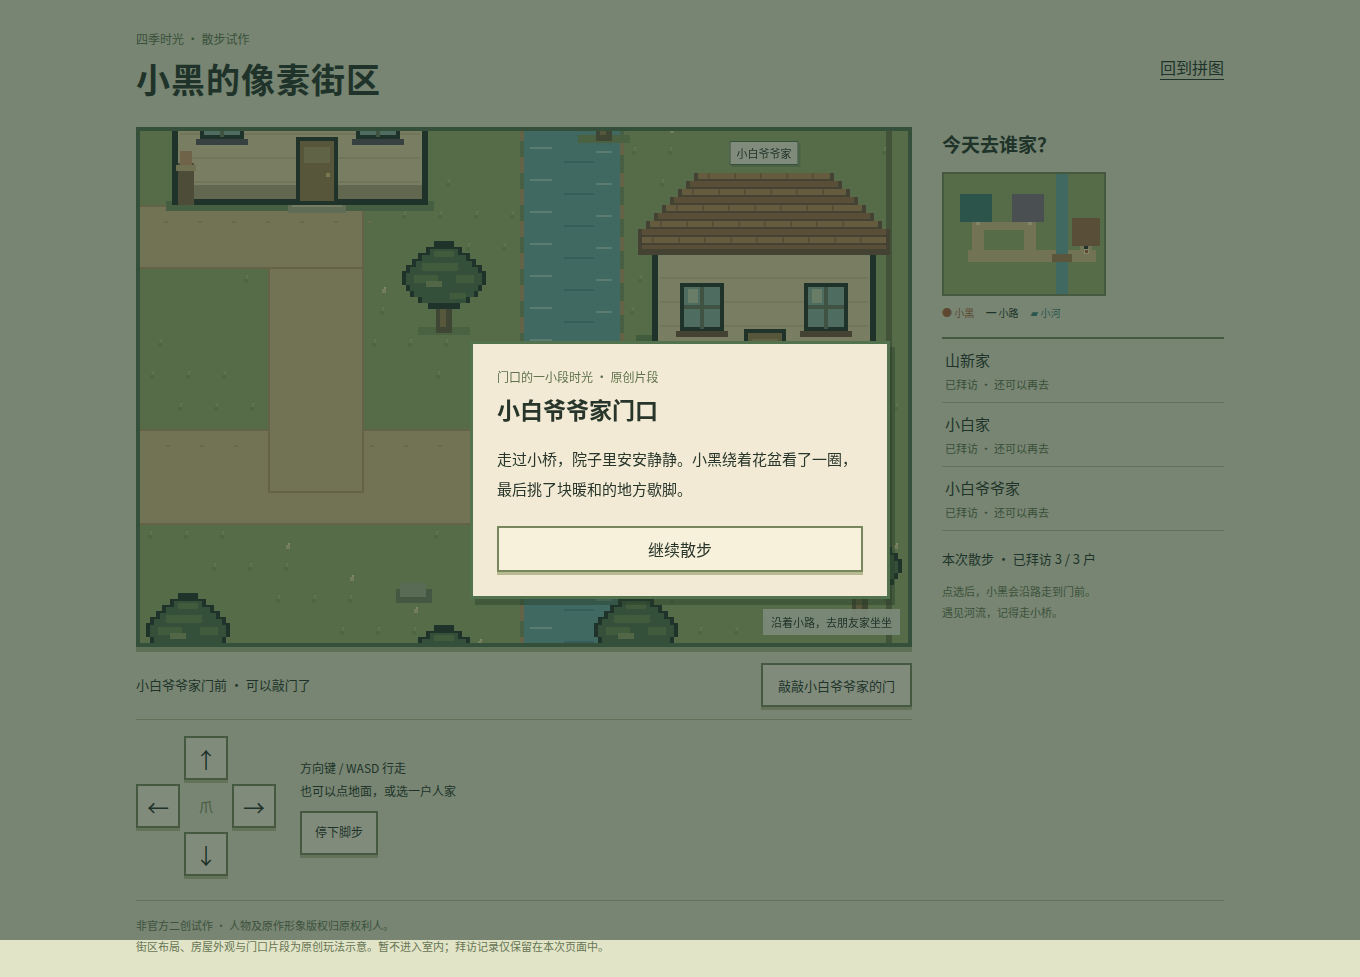 四季时光 · 散步试作
小黑的像素街区
回到拼图
小白爷爷家
今天去谁家?
小黑 小路 小河
山新家
已拜访 · 还可以再去
小白家
已拜访 · 还可以再去
小白爷爷家
已拜访 · 还可以再去
本次散步 · 已拜访 3 / 3 户
点选后，小黑会沿路走到门前。
遇见河流，记得走小桥。
门口的一小段时光 · 原创片段
小白爷爷家门口
走过小桥，院子里安安静静。小黑绕着花盆看了一圈，
最后挑了块暖和的地方歇脚。
继续散步
沿着小路，去朋友家坐坐
小白爷爷家门前 · 可以敲门了
敲敲小白爷爷家的门
↑
← 爪 →
↓
方向键 / WASD 行走
也可以点地面，或选一户人家
停下脚步
非官方二创试作 · 人物及原作形象版权归原权利人。
街区布局、房屋外观与门口片段为原创玩法示意。暂不进入室内；拜访记录仅保留在本次页面中。